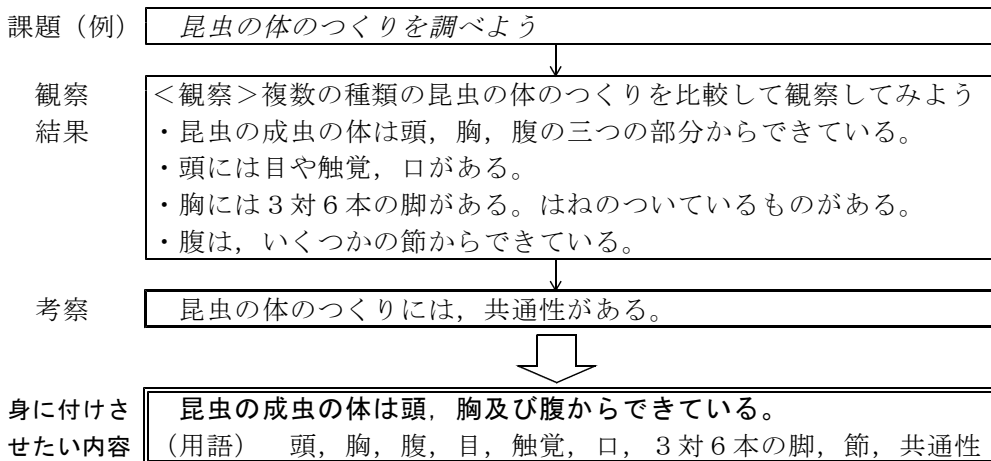 課題（例） 昆虫の体のつくりを調べよう
観察 ＜観察＞複数の種類の昆虫の体のつくりを比較して観察してみよう
結果 ・昆虫の成虫の体は頭，胸，腹の三つの部分からできている。
・頭には目や触覚，口がある。
・胸には３対６本の脚がある。はねのついているものがある。
・腹は，いくつかの節からできている。
考察 昆虫の体のつくりには，共通性がある。
身に付けさ 昆虫の成虫の体は頭，胸及び腹からできている。
せたい内容 （用語） 頭，胸，腹，目，触覚，口，３対６本の脚，節，共通性